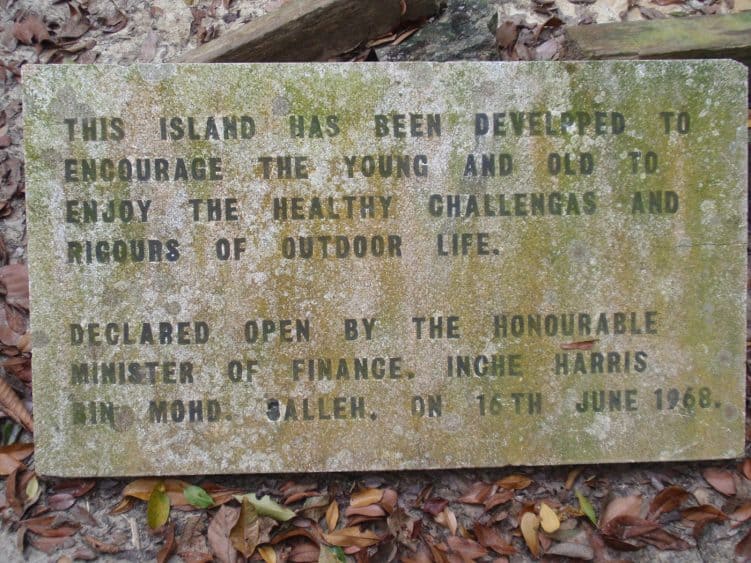 THIS ISLAND HAS BEEN DEVELPPED TO
ENCOURAGE THE YOUNG AND OLD TO
ENJOY THE HEALTHY CHALLENGAS AND
RIGOURS OF OUTDOOR LIFE.
DECLARED OPEN BY THE HONOURABLE
MINISTER OF FINANCE. INCHE HARRIS
BIN MOHD. SALLEH. ON 16TH JUNE 1968.